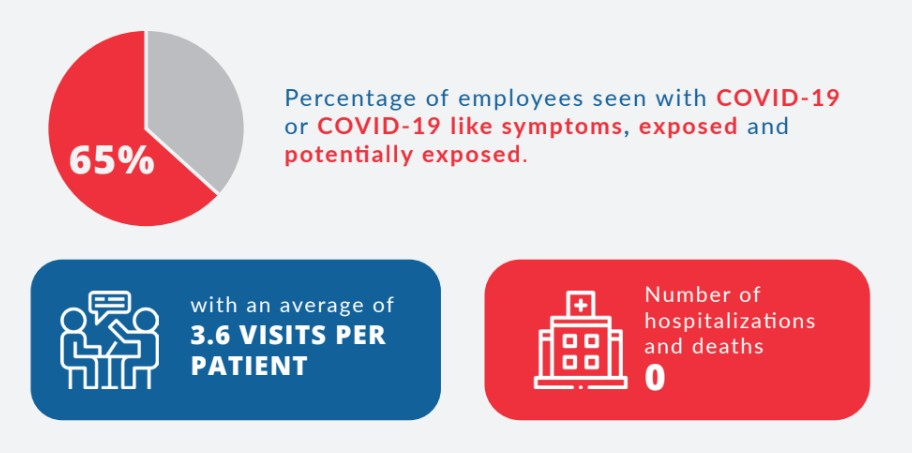 65%
Percentage of employees seen with COVID-19
or COVID-19 like symptoms, exposed and
potentially exposed.
with an average of
3.6 VISITS PER
PATIENT
Number of
hospitalizations
and deaths
0